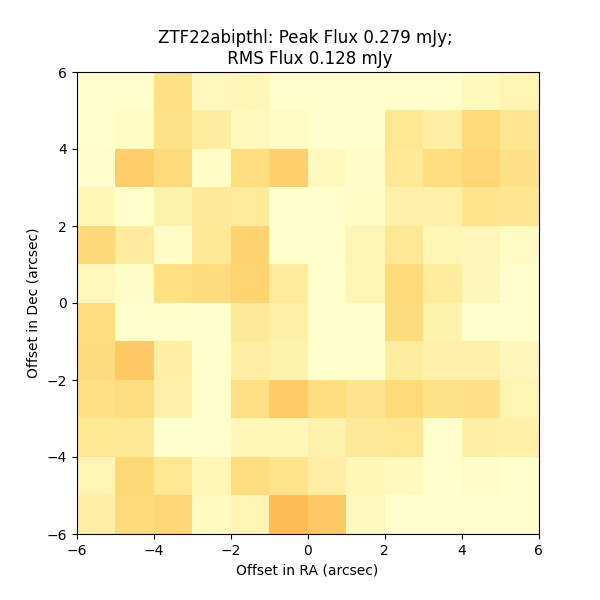 ZTF22abipthl: Peak Flux 0.279 mJy;
RMS Flux 0.128 mJy
6
4
2
0
−2
−4
−6
Offset in Dec (arcsec)
−6 −4 −2 0 2 4 6
Offset in RA (arcsec)